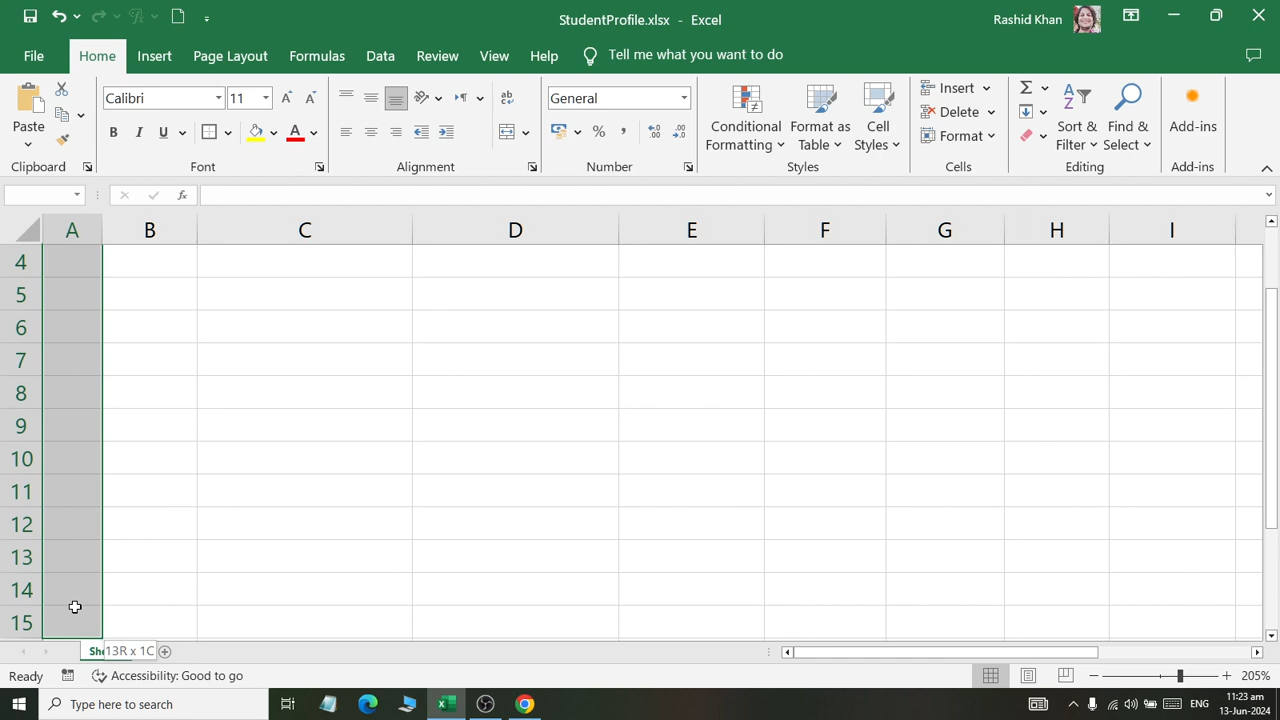 StudentProfile.xlsx - Excel
Rashid Khan
File Home Insert Page Layout Formulas Data Review View Help Tell me what you want to do
Paste
Clipboard
Calibri 11
B I U A
Font
ab
Alignment
General
% ,
Number
Conditional Formatting
Format as Table
Cell Styles
Styles
Insert
Delete
Format
Cells
Sort & Filter
Find & Select
Editing
Add-ins
Add-ins
fx
A B C D E F G H I
4
5
6
7
8
9
10
11
12
13
14
15
13R x 1C
Ready Accessibility: Good to go 205%
Type here to search
ENG
11:23 am
13-Jun-2024